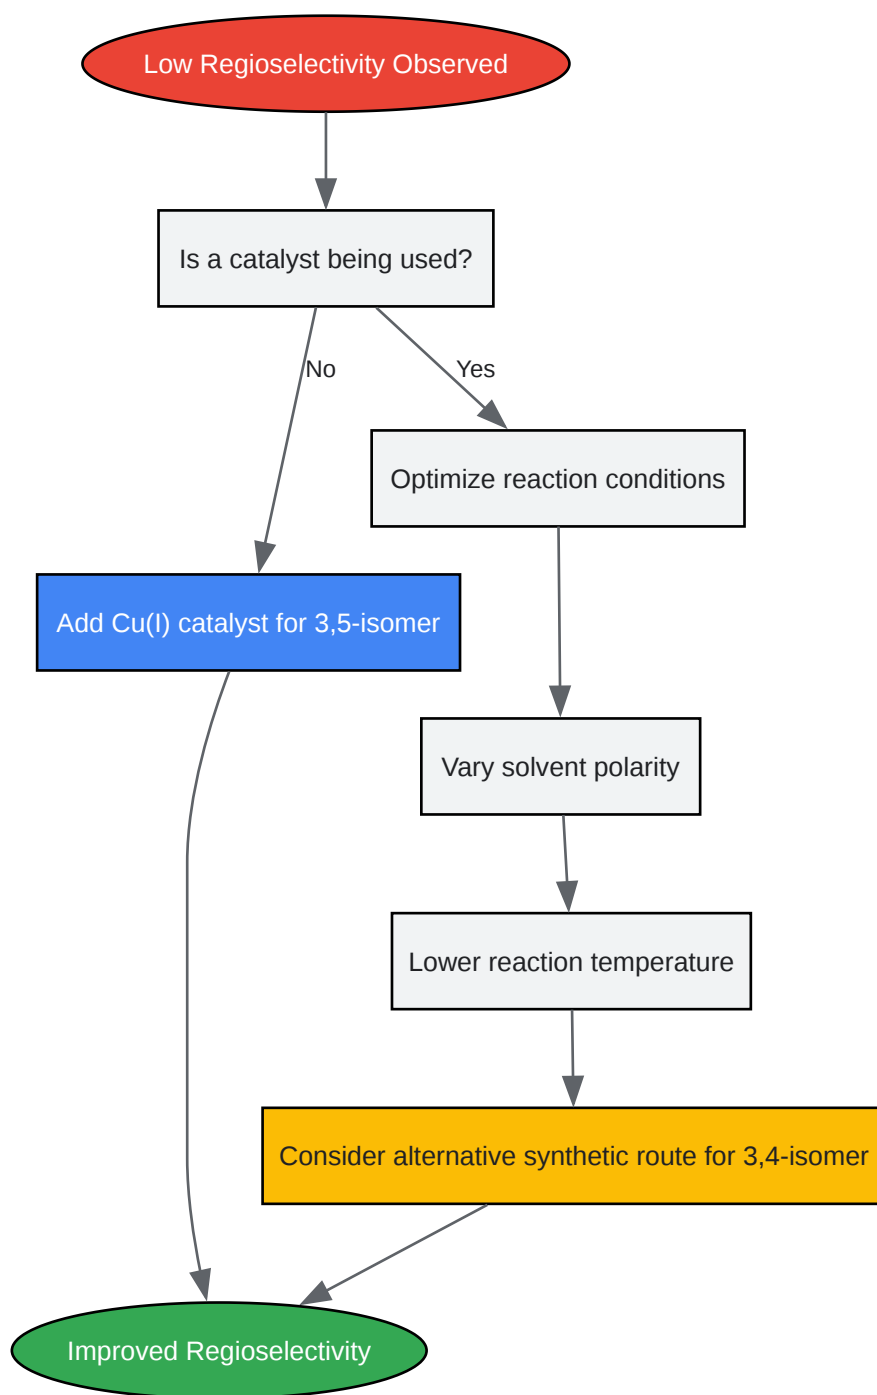 Low Regioselectivity Observed
Is a catalyst being used?
No
Yes
Optimize reaction conditions
Add Cu(I) catalyst for 3,5-isomer
Vary solvent polarity
Lower reaction temperature
Consider alternative synthetic route for 3,4-isomer
Improved Regioselectivity